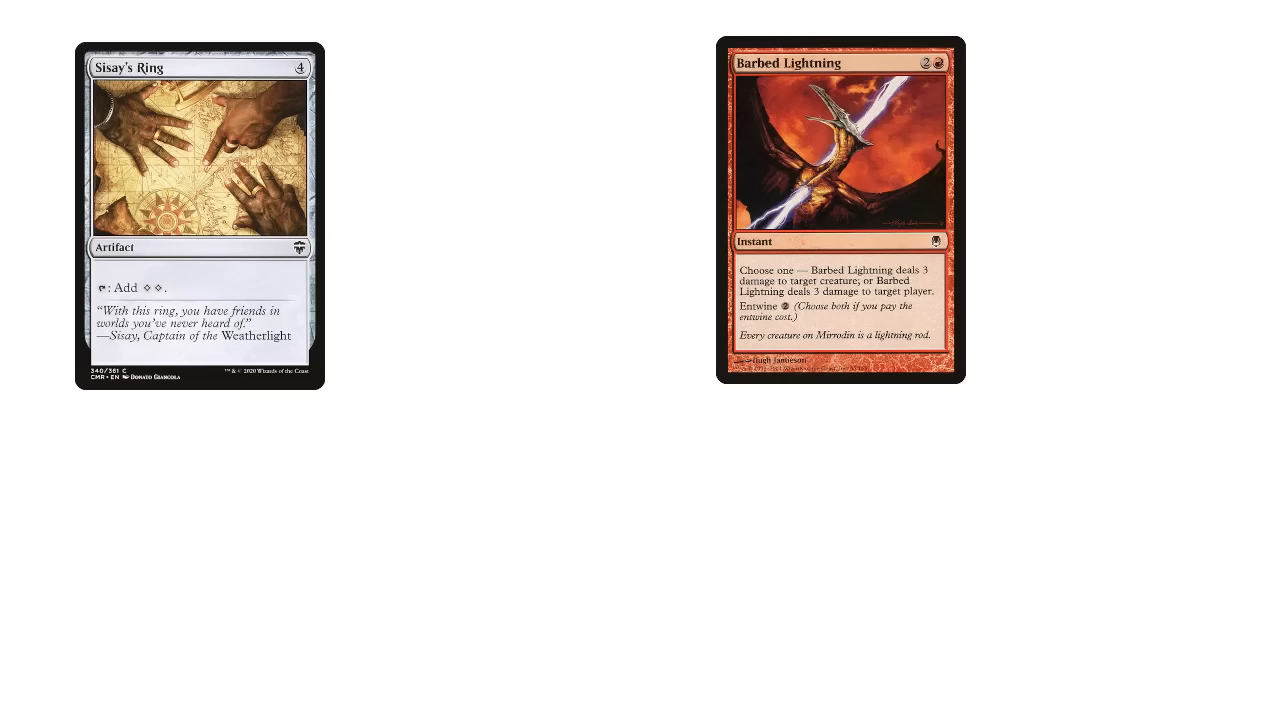 Sisay's Ring
4
Artifact
: Add
.
"With this ring, you have friends in
worlds you've never heard of."
—Sisay, Captain of the Weatherlight
340/361 C
CMR • EN Donato Giancola
™ & © 2020 Wizards of the Coast
Barbed Lightning
2
Instant
Choose one — Barbed Lightning deals 3
damage to target creature; or Barbed
Lightning deals 3 damage to target player.
Entwine 2 (Choose both if you pay the
entwine cost.)
Every creature on Mirrodin is a lightning rod.
Hugh Jamieson